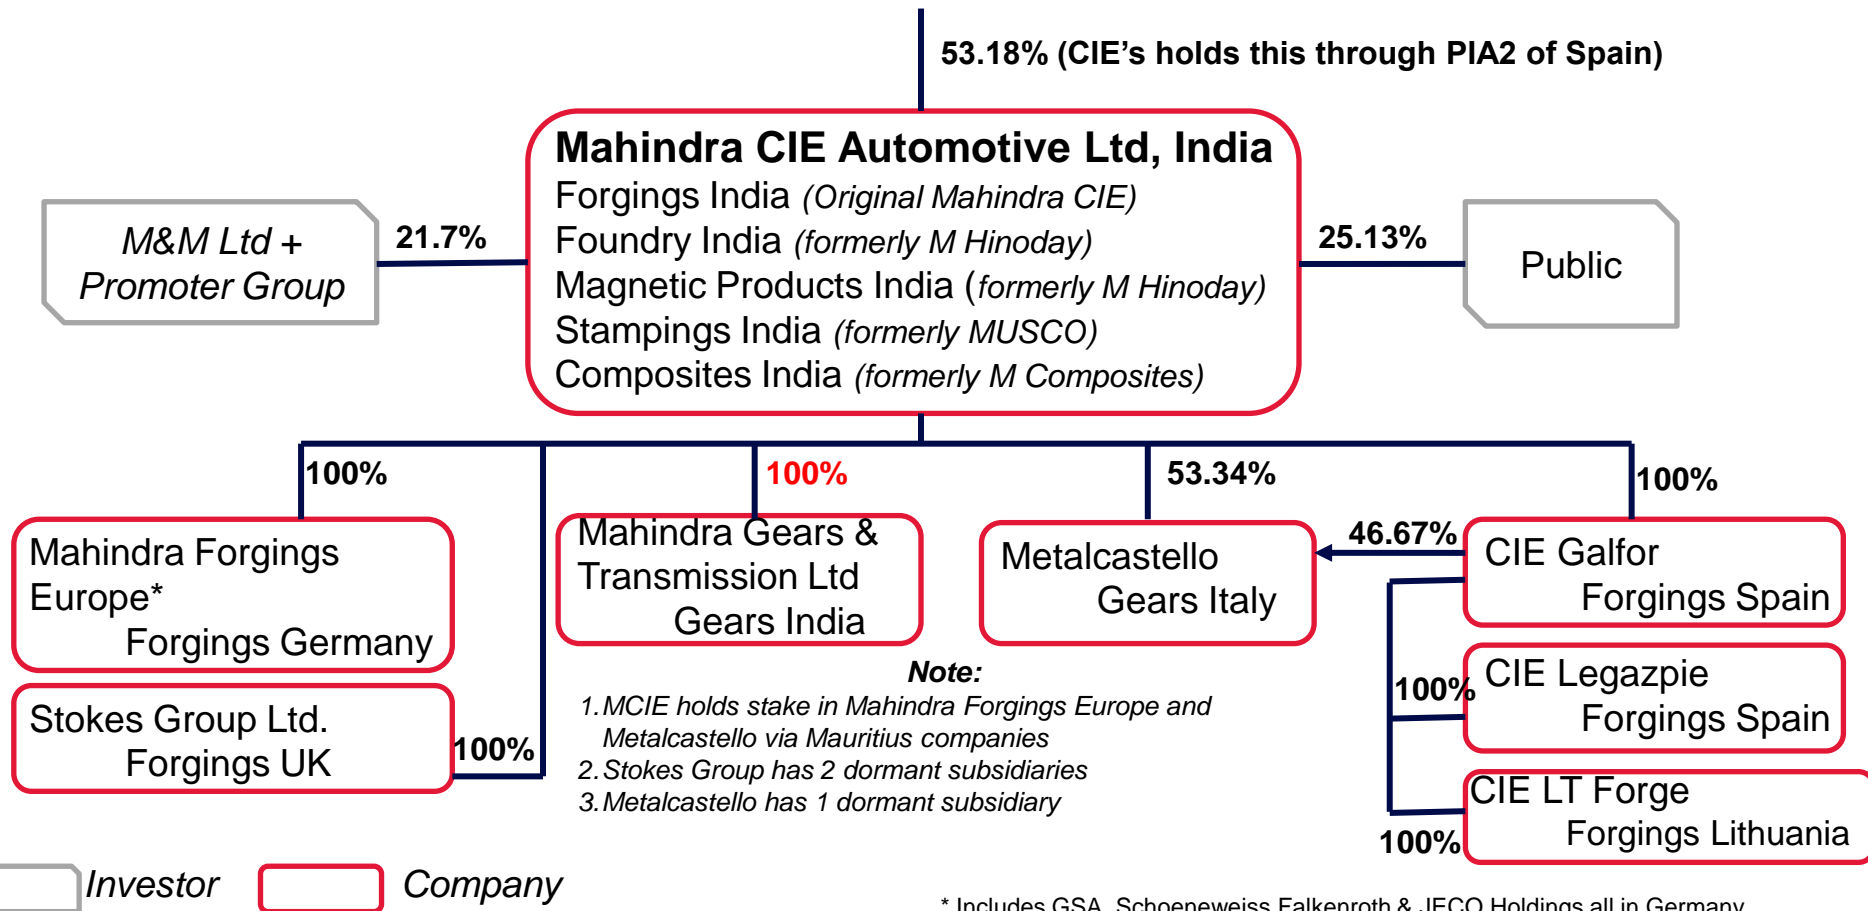 53.18% (CIE’s holds this through PIA2 of Spain)
Mahindra CIE Automotive Ltd, India
Forgings India (Original Mahindra CIE)
Foundry India (formerly M Hinoday)
Magnetic Products India (formerly M Hinoday)
Stampings India (formerly MUSCO)
Composites India (formerly M Composites)
M&M Ltd +
Promoter Group
21.7%
25.13%
Public
100%
100%
53.34%
100%
Mahindra Forgings
Europe*
Forgings Germany
Mahindra Gears &
Transmission Ltd
Gears India
Metalcastello
Gears Italy
46.67%
CIE Galfor
Forgings Spain
Stokes Group Ltd.
Forgings UK
100%
Note:
1. MCIE holds stake in Mahindra Forgings Europe and
Metalcastello via Mauritius companies
2. Stokes Group has 2 dormant subsidiaries
3. Metalcastello has 1 dormant subsidiary
100%
CIE Legazpie
Forgings Spain
CIE LT Forge
Forgings Lithuania
100%
Investor
Company
* Includes GSA, Schoeneweiss Falkenroth & JECO Holdings all in Germany